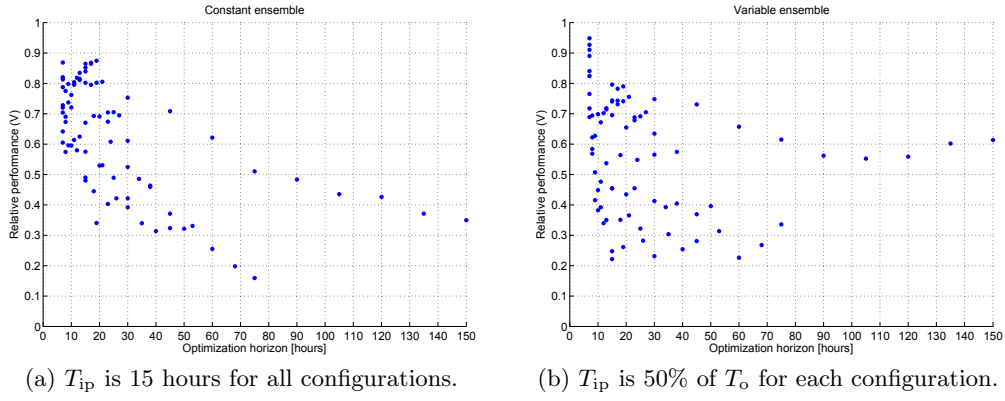 Constant ensemble
Relative performance (V)
1
0.9
0.8
0.7
0.6
0.5
0.4
0.3
0.2
0.1
0
0 10 20 30 40 50 60 70 80 90 100 110 120 130 140 150
Optimization horizon [hours]
(a) T_ip is 15 hours for all configurations.
Variable ensemble
Relative performance (V)
1
0.9
0.8
0.7
0.6
0.5
0.4
0.3
0.2
0.1
0
0 10 20 30 40 50 60 70 80 90 100 110 120 130 140 150
Optimization horizon [hours]
(b) T_ip is 50% of T_o for each configuration.